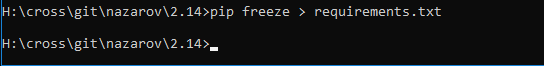 H:\cross\git\nazarov\2.14>pip freeze > requirements.txt
H:\cross\git\nazarov\2.14>